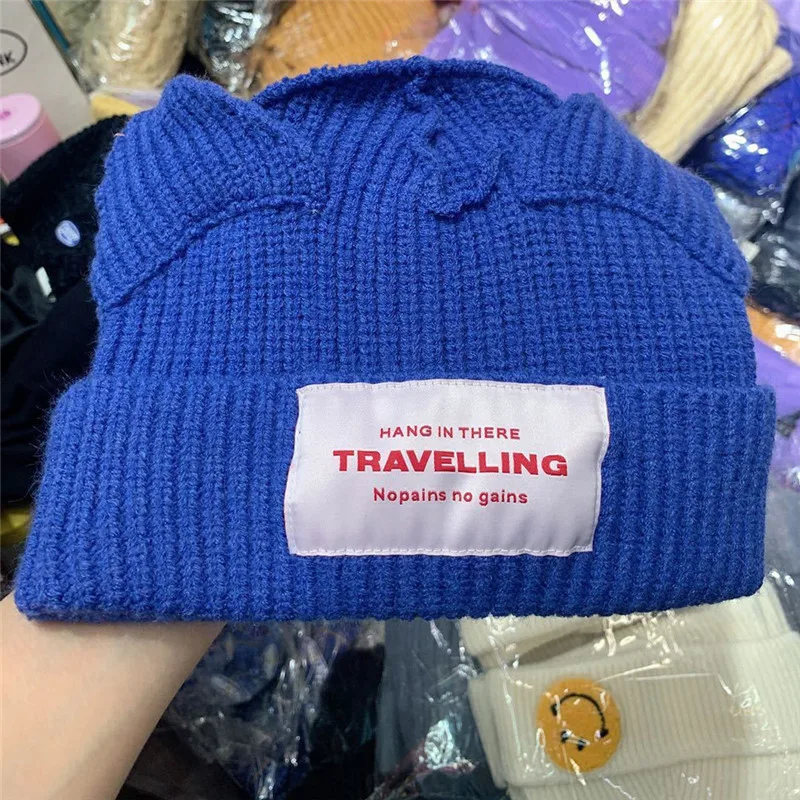 HANG IN THERE
TRAVELLING
Nopains no gains